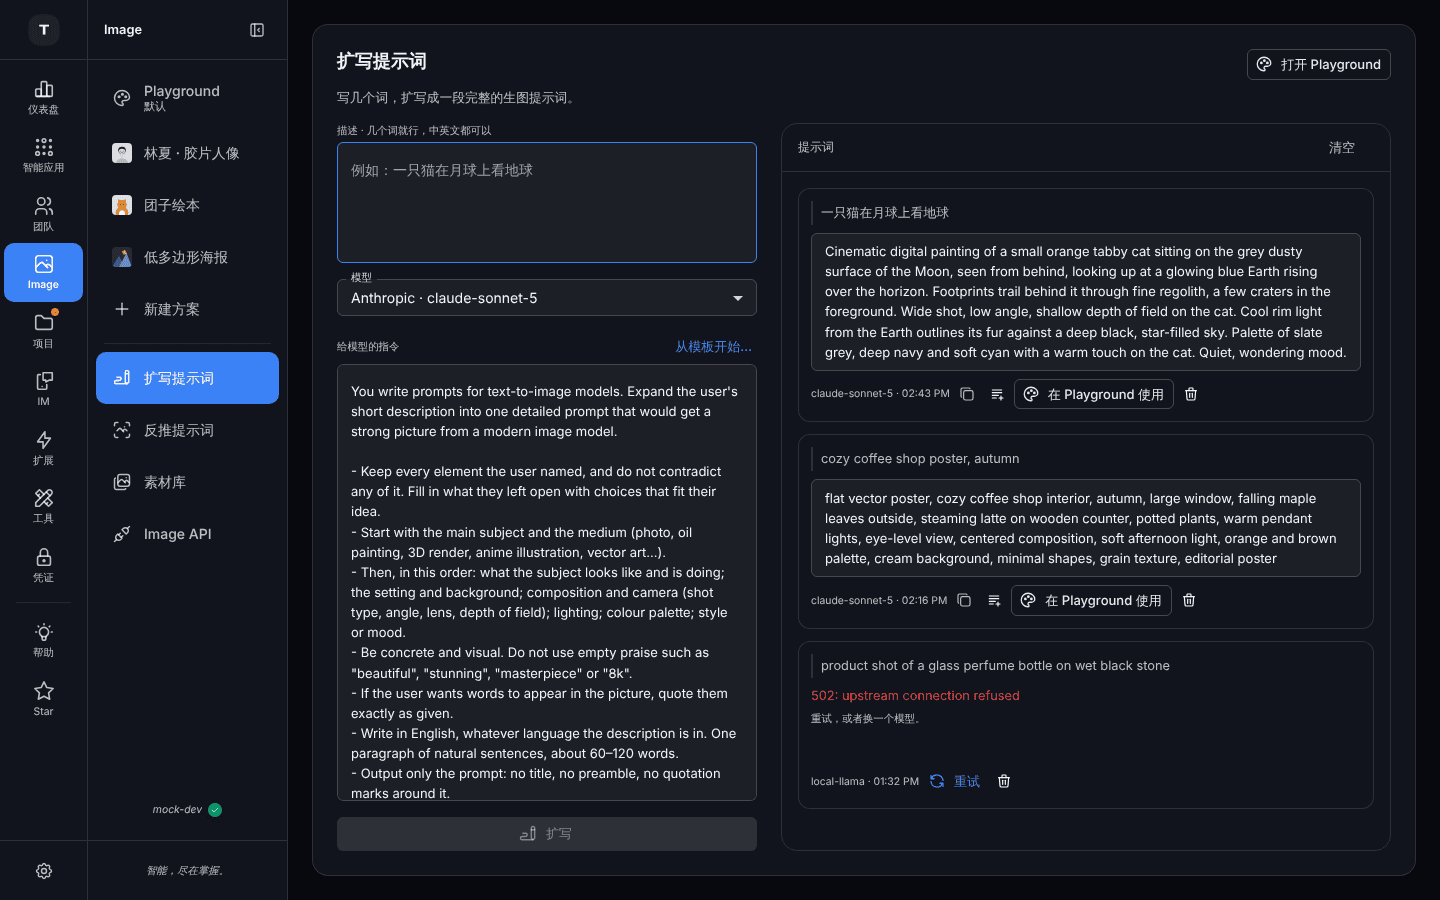 T
Image
仪表盘
智能应用
团队
Image
项目
IM
扩展
工具
凭证
帮助
Star
Playground
默认
林夏 · 胶片人像
团子绘本
低多边形海报
新建方案
扩写提示词
反推提示词
素材库
Image API
mock-dev
智能，尽在掌握。
扩写提示词
打开 Playground
写几个词，扩写成一段完整的生图提示词。
描述 · 几个词就行，中英文都可以
例如：一只猫在月球上看地球
模型
Anthropic · claude-sonnet-5
给模型的指令
从模板开始...
You write prompts for text-to-image models. Expand the user's
short description into one detailed prompt that would get a
strong picture from a modern image model.
- Keep every element the user named, and do not contradict
any of it. Fill in what they left open with choices that fit their
idea.
- Start with the main subject and the medium (photo, oil
painting, 3D render, anime illustration, vector art...).
- Then, in this order: what the subject looks like and is doing;
the setting and background; composition and camera (shot
type, angle, lens, depth of field); lighting; colour palette; style
or mood.
- Be concrete and visual. Do not use empty praise such as
"beautiful", "stunning", "masterpiece" or "8k".
- If the user wants words to appear in the picture, quote them
exactly as given.
- Write in English, whatever language the description is in. One
paragraph of natural sentences, about 60–120 words.
- Output only the prompt: no title, no preamble, no quotation
marks around it.
扩写
提示词
清空
一只猫在月球上看地球
Cinematic digital painting of a small orange tabby cat sitting on the grey dusty
surface of the Moon, seen from behind, looking up at a glowing blue Earth rising
over the horizon. Footprints trail behind it through fine regolith, a few craters in the
foreground. Wide shot, low angle, shallow depth of field on the cat. Cool rim light
from the Earth outlines its fur against a deep black, star-filled sky. Palette of slate
grey, deep navy and soft cyan with a warm touch on the cat. Quiet, wondering mood.
claude-sonnet-5 · 02:43 PM
在 Playground 使用
cozy coffee shop poster, autumn
flat vector poster, cozy coffee shop interior, autumn, large window, falling maple
leaves outside, steaming latte on wooden counter, potted plants, warm pendant
lights, eye-level view, centered composition, soft afternoon light, orange and brown
palette, cream background, minimal shapes, grain texture, editorial poster
claude-sonnet-5 · 02:16 PM
在 Playground 使用
product shot of a glass perfume bottle on wet black stone
502: upstream connection refused
重试，或者换一个模型。
local-llama · 01:32 PM
重试